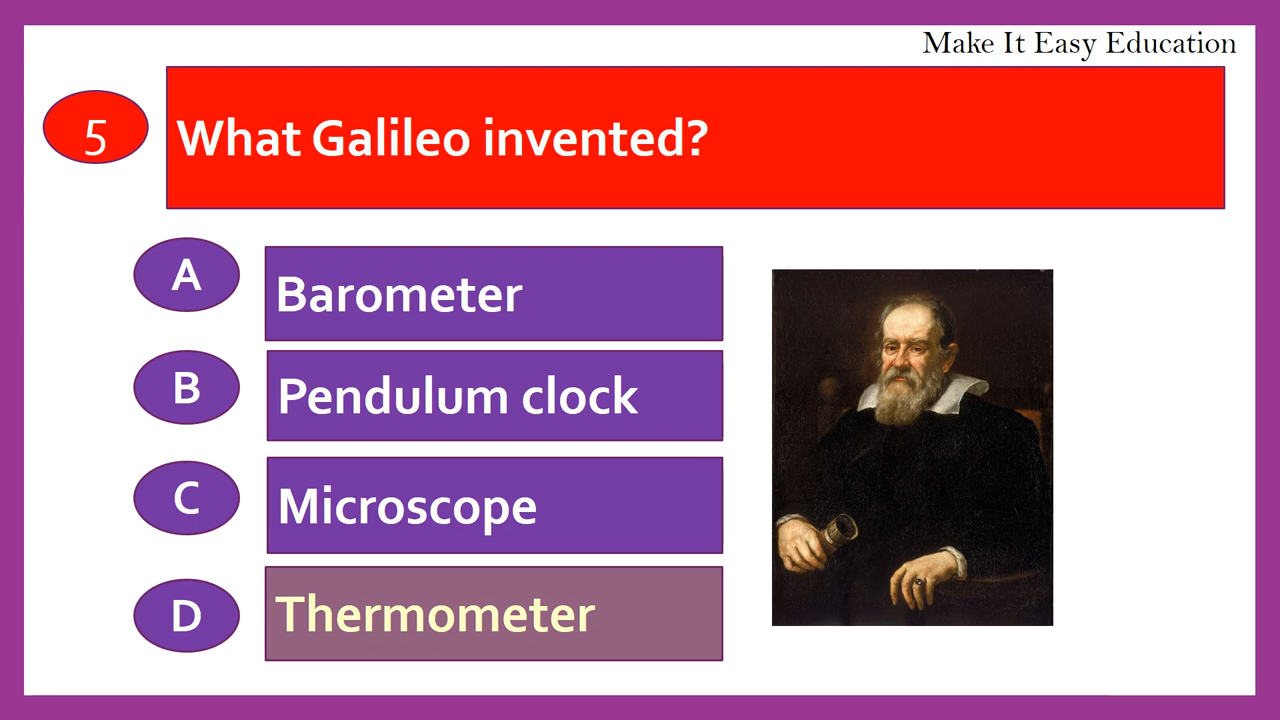 Make It Easy Education
5
What Galileo invented?
A
Barometer
B
Pendulum clock
C
Microscope
D
Thermometer